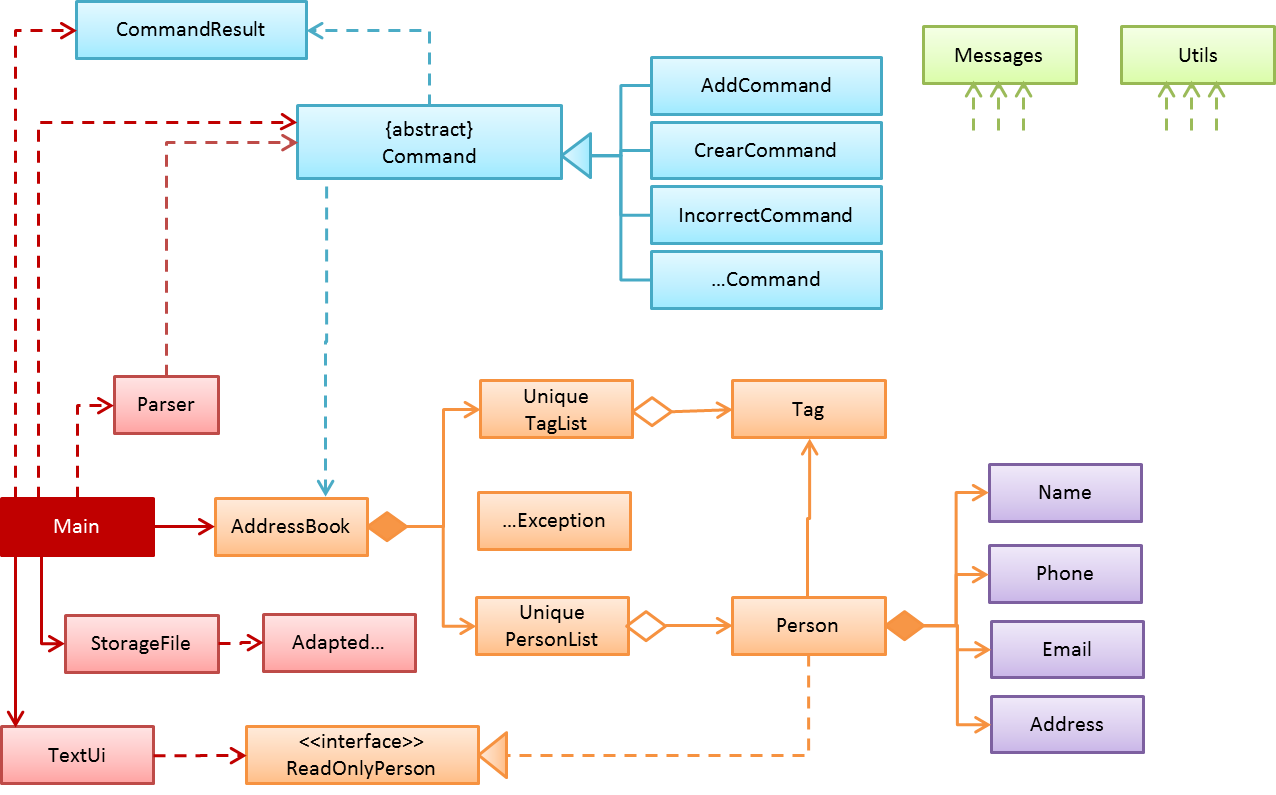 CommandResult
Messages
Utils
AddCommand
{abstract}
Command
CrearCommand
IncorrectCommand
...Command
Parser
Unique
TagList
Tag
Name
Main
AddressBook
...Exception
Phone
Unique
PersonList
Person
StorageFile
Adapted...
Email
Address
TextUi
<<interface>>
ReadOnlyPerson